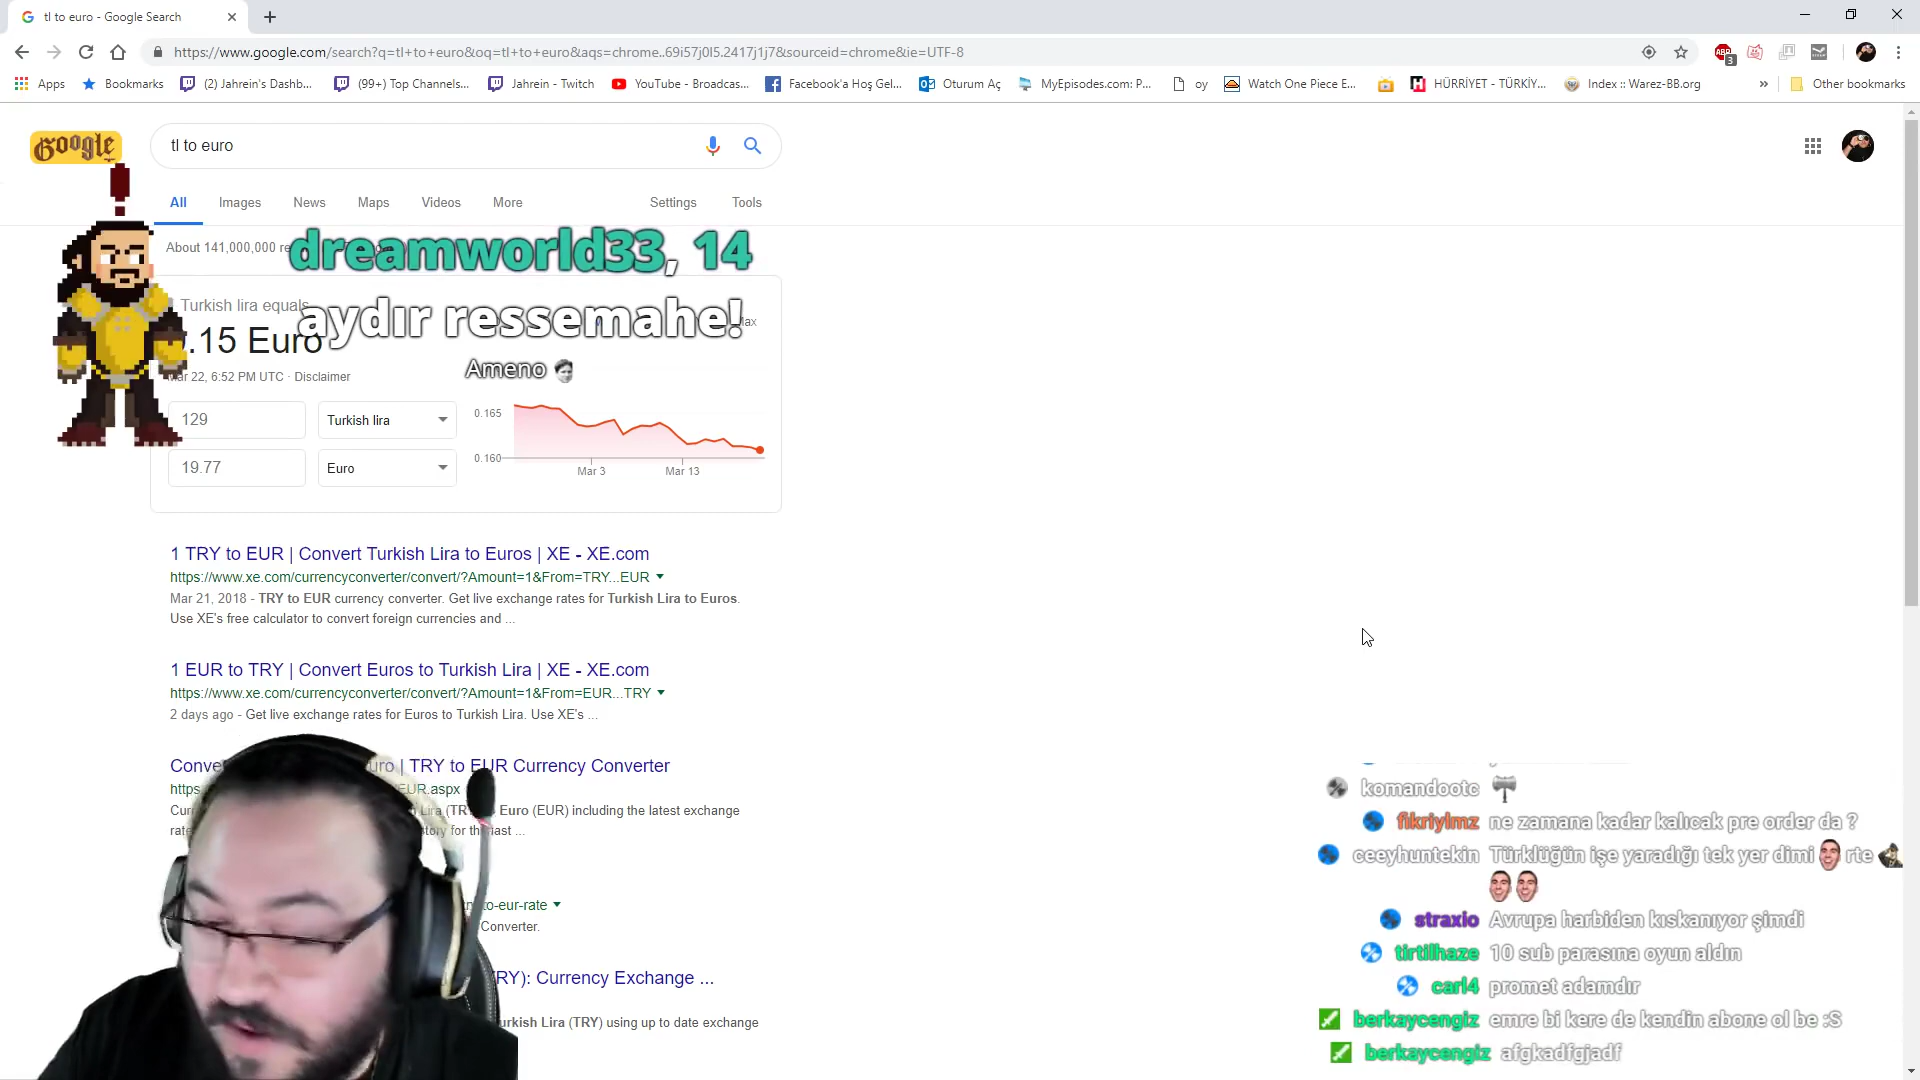 tl to euro - Google Search
https://www.google.com/search?q=tl+to+euro&oq=tl+to+euro&aqs=chrome..69i57j0l5.2417j1j7&sourceid=chrome&ie=UTF-8
ABP
3
Apps
Bookmarks
(2) Jahrein's Dashb...
(99+) Top Channels...
Jahrein - Twitch
YouTube - Broadcas...
Facebook'a Hoş Gel...
Oturum Aç
MyEpisodes.com: P...
oy
Watch One Piece E...
HÜRRİYET - TÜRKİY...
Index :: Warez-BB.org
»
Other bookmarks
Google
tl to euro
All
Images
News
Maps
Videos
More
Settings
Tools
About 141,000,000
dreamworld33, 14
aydır ressemahe!
Ameno
Turkish lira equals
.15 Euro
Max
Mar 22, 6:52 PM UTC · Disclaimer
129
Turkish lira
19.77
Euro
0.165
0.160
Mar 3
Mar 13
1 TRY to EUR | Convert Turkish Lira to Euros | XE - XE.com
https://www.xe.com/currencyconverter/convert/?Amount=1&From=TRY...EUR
Mar 21, 2018 - TRY to EUR currency converter. Get live exchange rates for Turkish Lira to Euros.
Use XE's free calculator to convert foreign currencies and ...
1 EUR to TRY | Convert Euros to Turkish Lira | XE - XE.com
https://www.xe.com/currencyconverter/convert/?Amount=1&From=EUR...TRY
2 days ago - Get live exchange rates for Euros to Turkish Lira. Use XE's ...
| TRY to EUR Currency Converter
EUR.aspx
Euro (EUR) including the latest exchange
last ...
to-eur-rate
Converter.
TRY): Currency Exchange ...
Lira (TRY) using up to date exchange
komandootc
fikriylmz ne zamana kadar kalıcak pre order da ?
ceeyhuntekin Türklüğün işe yaradığı tek yer dimi rte
straxio Avrupa harbiden kıskanıyor şimdi
tirtilhaze 10 sub parasına oyun aldın
carl4 promet adamdır
berkaycengiz emre bi kere de kendin abone ol be :S
berkaycengiz afgkadfgjadf